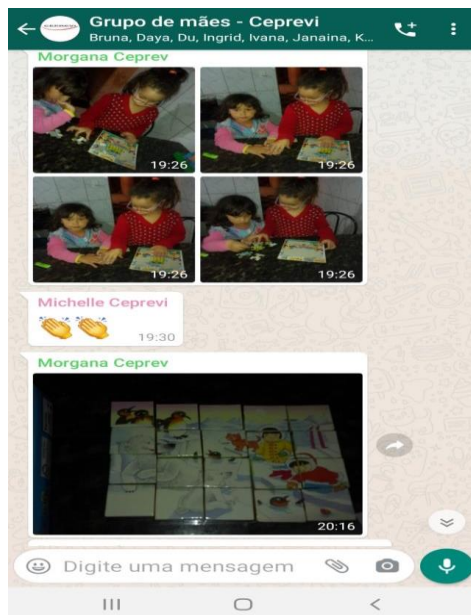 Grupo de mães - Ceprevi
Bruna, Daya, Du, Ingrid, Ivana, Janaina, K...
Morgana Ceprev
19:26
19:26
19:26
19:26
Michelle Ceprevi
19:30
Morgana Ceprev
20:16
Digite uma mensagem